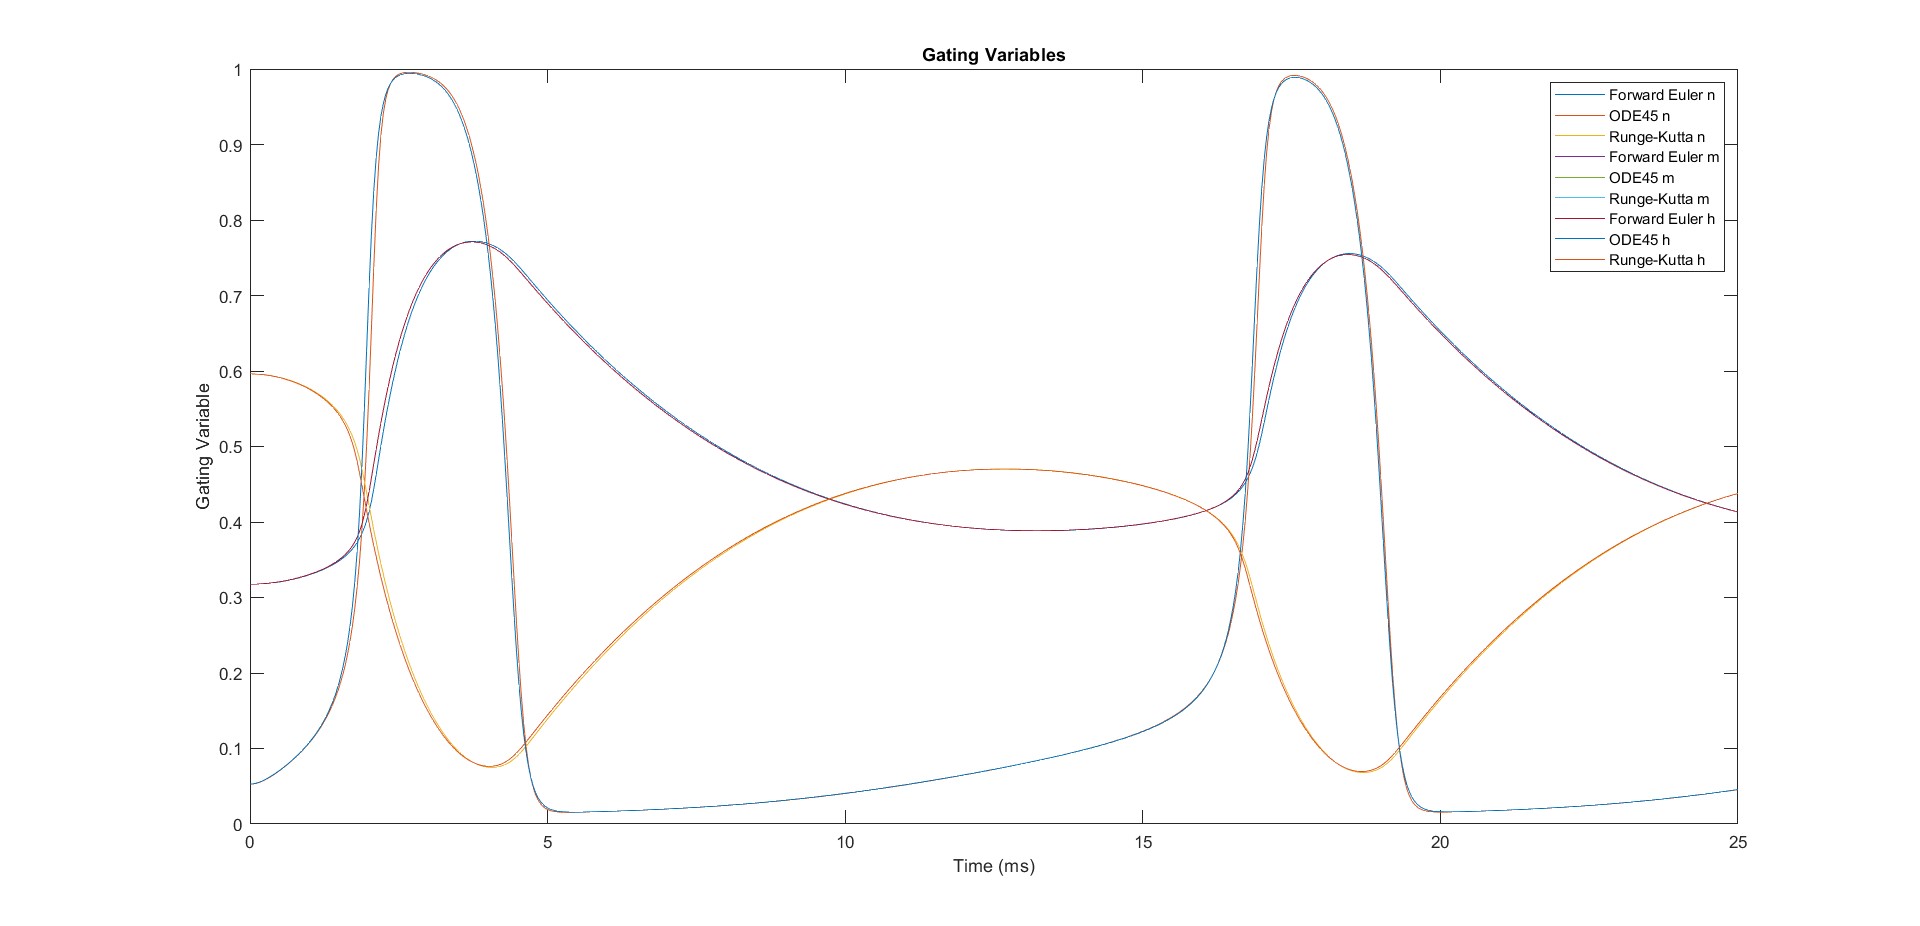 Gating Variables
1
0.9
0.8
0.7
0.6
0.5
0.4
0.3
0.2
0.1
0
Gating Variable
0 5 10 15 20 25
Time (ms)
Forward Euler n
ODE45 n
Runge-Kutta n
Forward Euler m
ODE45 m
Runge-Kutta m
Forward Euler h
ODE45 h
Runge-Kutta h